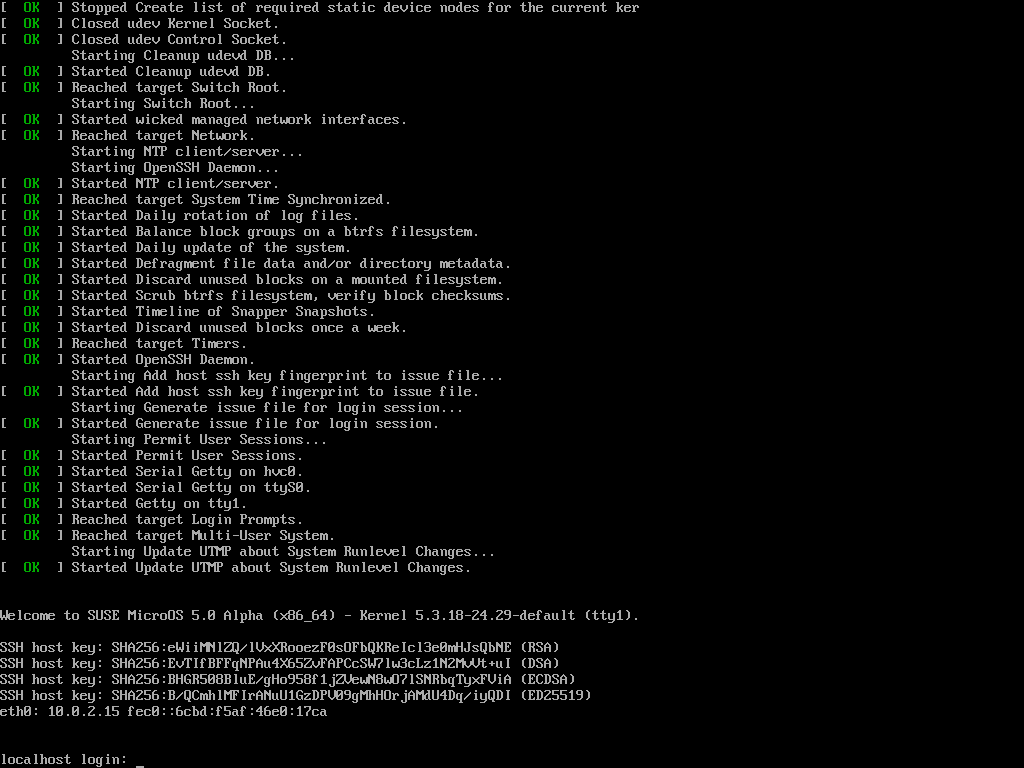 [  OK  ] Stopped Create list of required static device nodes for the current ker
[  OK  ] Closed udev Kernel Socket.
[  OK  ] Closed udev Control Socket.
         Starting Cleanup udevd DB...
[  OK  ] Started Cleanup udevd DB.
[  OK  ] Reached target Switch Root.
         Starting Switch Root...
[  OK  ] Started wicked managed network interfaces.
[  OK  ] Reached target Network.
         Starting NTP client/server...
         Starting OpenSSH Daemon...
[  OK  ] Started NTP client/server.
[  OK  ] Reached target System Time Synchronized.
[  OK  ] Started Daily rotation of log files.
[  OK  ] Started Balance block groups on a btrfs filesystem.
[  OK  ] Started Daily update of the system.
[  OK  ] Started Defragment file data and/or directory metadata.
[  OK  ] Started Discard unused blocks on a mounted filesystem.
[  OK  ] Started Scrub btrfs filesystem, verify block checksums.
[  OK  ] Started Timeline of Snapper Snapshots.
[  OK  ] Started Discard unused blocks once a week.
[  OK  ] Reached target Timers.
[  OK  ] Started OpenSSH Daemon.
         Starting Add host ssh key fingerprint to issue file...
[  OK  ] Started Add host ssh key fingerprint to issue file.
         Starting Generate issue file for login session...
[  OK  ] Started Generate issue file for login session.
         Starting Permit User Sessions...
[  OK  ] Started Permit User Sessions.
[  OK  ] Started Serial Getty on hvc0.
[  OK  ] Started Serial Getty on ttyS0.
[  OK  ] Started Getty on tty1.
[  OK  ] Reached target Login Prompts.
[  OK  ] Reached target Multi-User System.
         Starting Update UTMP about System Runlevel Changes...
[  OK  ] Started Update UTMP about System Runlevel Changes.
Welcome to SUSE MicroOS 5.0 Alpha (x86_64) - Kernel 5.3.18-24.29-default (tty1).
SSH host key: SHA256:eWiiMNlZQ/lVxXRooezF0sOFbQKReIcl3e0mHJsQbNE (RSA)
SSH host key: SHA256:EvTIfBFFqNPAu4X65ZvFAPCcSW7lw3cLz1N2MvVt+uI (DSA)
SSH host key: SHA256:BHGR508BluE/gHo958f1jZVewN8wO7lSNRbqTyxFViA (ECDSA)
SSH host key: SHA256:B/QCmhlMFIrANuU1GzDPV09gMhHOrjAMdU4Dq/iyQDI (ED25519)
eth0: 10.0.2.15 fec0::6cbd:f5af:46e0:17ca
localhost login: _